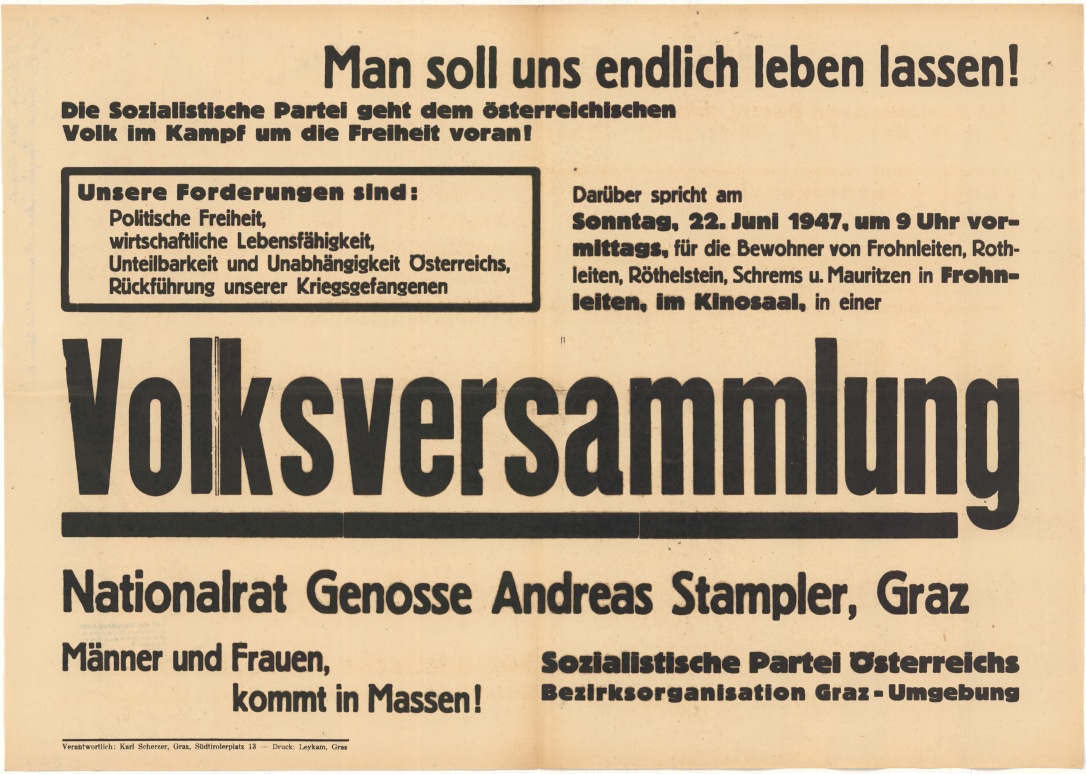 Man soll uns endlich leben lassen!
Die Sozialistische Partei geht dem österreichischen
Volk im Kampf um die Freiheit voran!
Unsere Forderungen sind:
Politische Freiheit,
wirtschaftliche Lebensfähigkeit,
Unteilbarkeit und Unabhängigkeit Österreichs,
Rückführung unserer Kriegsgefangenen
Darüber spricht am
Sonntag, 22. Juni 1947, um 9 Uhr vor-
mittags, für die Bewohner von Frohnleiten, Roth-
leiten, Röthelstein, Schrems u. Mauritzen in Frohn-
leiten, im Kinosaal, in einer
Volksversammlung
Nationalrat Genosse Andreas Stampler, Graz
Männer und Frauen,
kommt in Massen!
Sozialistische Partei Österreichs
Bezirksorganisation Graz - Umgebung
Verantwortlich: Karl Scherzer, Graz, Südtirolerplatz 13 — Druck: Leykam, Graz